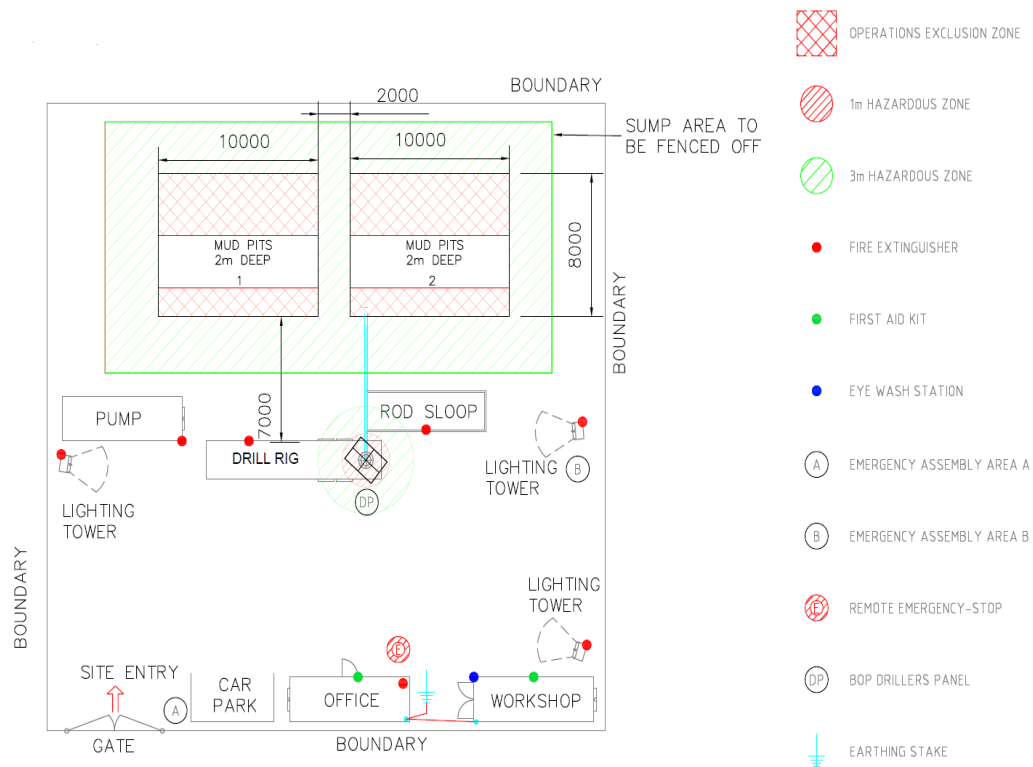 BOUNDARY
2000
10000
10000
SUMP AREA TO
BE FENCED OFF
MUD PITS
2m DEEP
1
MUD PITS
2m DEEP
2
8000
BOUNDARY
7000
PUMP
ROD SLOOP
DRILL RIG
LIGHTING
TOWER
B
DP
LIGHTING
TOWER
BOUNDARY
LIGHTING
TOWER
SITE ENTRY
A
CAR
PARK
E
OFFICE
WORKSHOP
GATE
BOUNDARY
OPERATIONS EXCLUSION ZONE
1m HAZARDOUS ZONE
3m HAZARDOUS ZONE
FIRE EXTINGUISHER
FIRST AID KIT
EYE WASH STATION
A EMERGENCY ASSEMBLY AREA A
B EMERGENCY ASSEMBLY AREA B
E REMOTE EMERGENCY-STOP
DP BOP DRILLERS PANEL
EARTHING STAKE